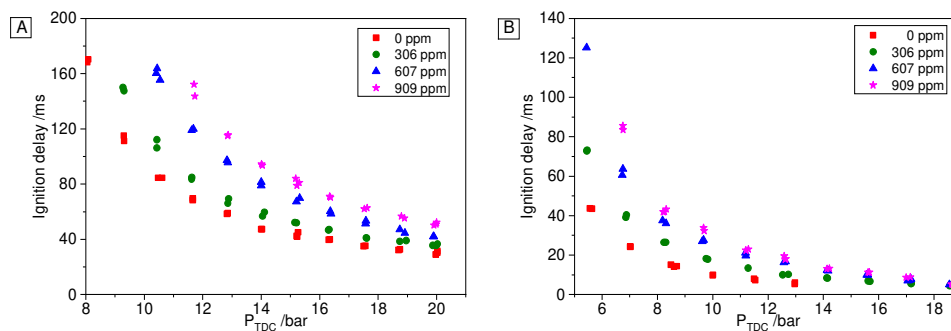 A
0 ppm
306 ppm
607 ppm
909 ppm
Ignition delay /ms
200
160
120
80
40
0
8
10
12
14
16
18
20
P_TDC /bar
B
0 ppm
306 ppm
607 ppm
909 ppm
Ignition delay /ms
140
120
100
80
60
40
20
0
6
8
10
12
14
16
18
P_TDC /bar